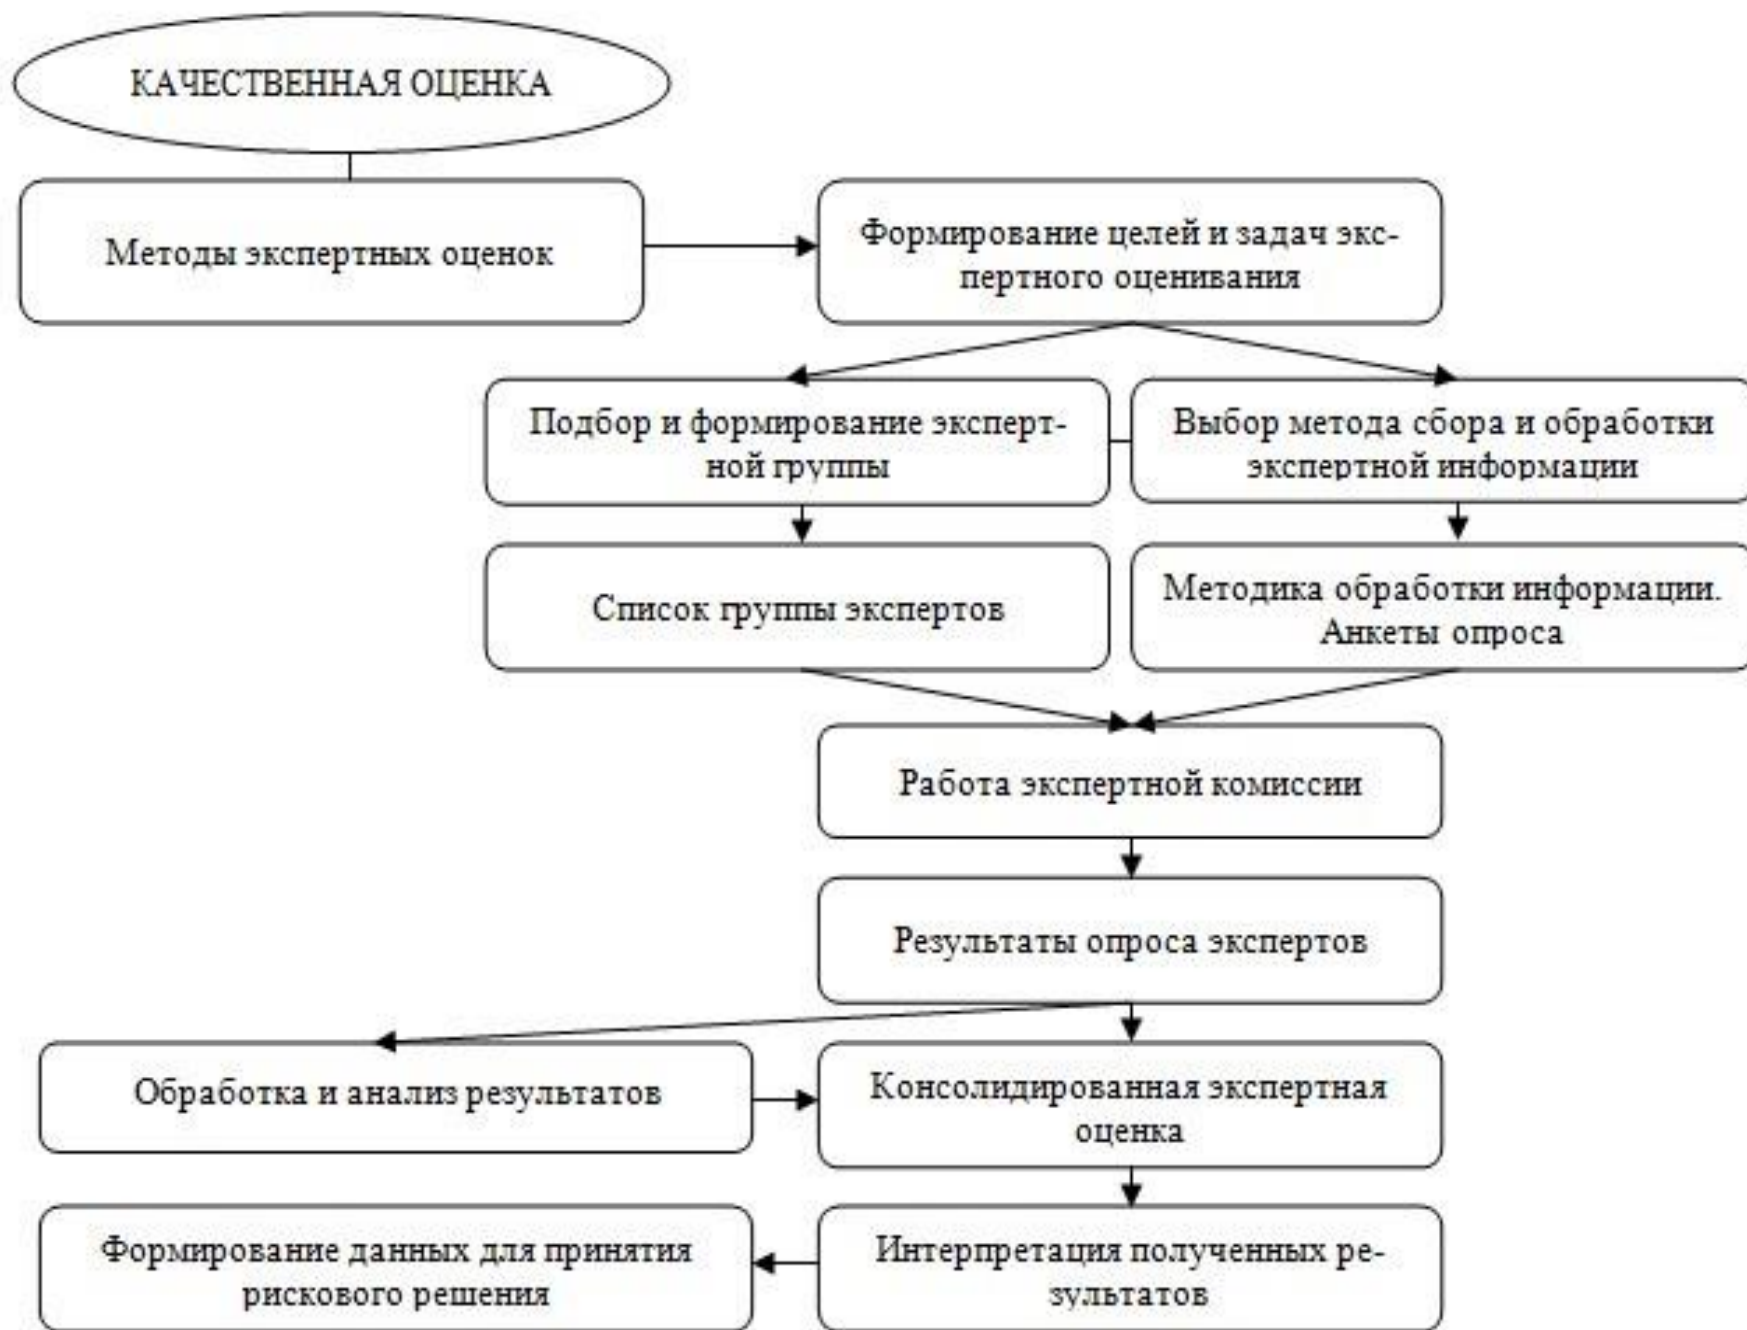 КАЧЕСТВЕННАЯ ОЦЕНКА
Методы экспертных оценок
Формирование целей и задач экс-
пертного оценивания
Подбор и формирование эксперт-
ной группы
Выбор метода сбора и обработки
экспертной информации
Список группы экспертов
Методика обработки информации.
Анкеты опроса
Работа экспертной комиссии
Результаты опроса экспертов
Обработка и анализ результатов
Консолидированная экспертная
оценка
Формирование данных для принятия
рискового решения
Интерпретация полученных ре-
зультатов